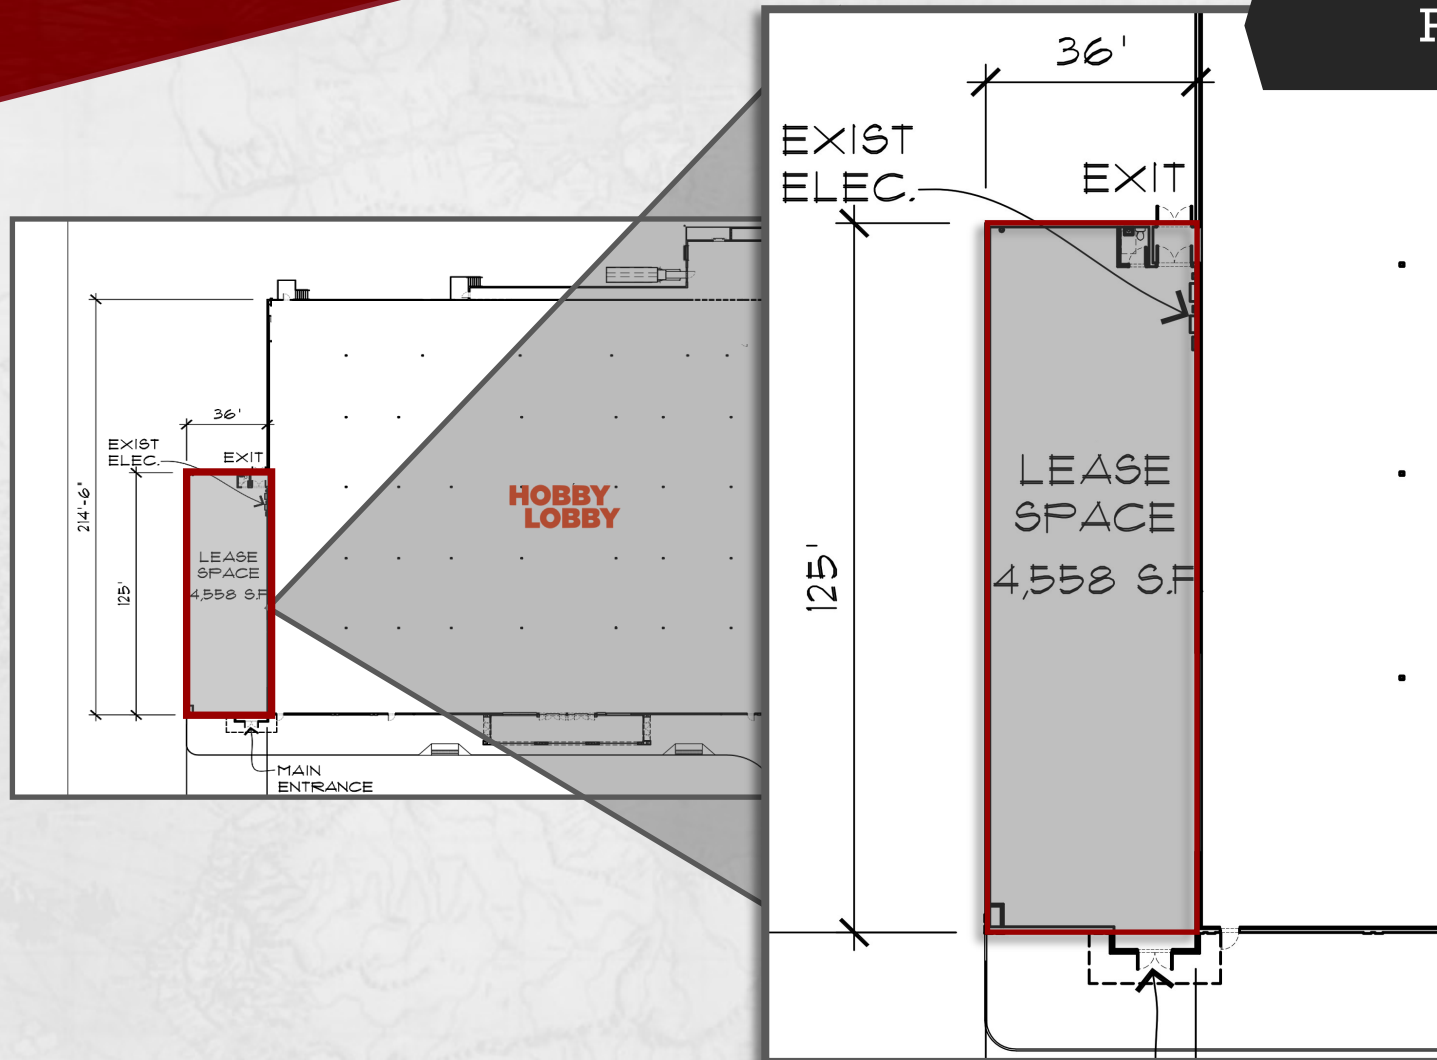 36'
EXIST
ELEC.
EXIT
214'-6"
125'
LEASE
SPACE
4,558 S.F
HOBBY
LOBBY
MAIN
ENTRANCE
36'
EXIST
ELEC.
EXIT
125'
LEASE
SPACE
4,558 S.F